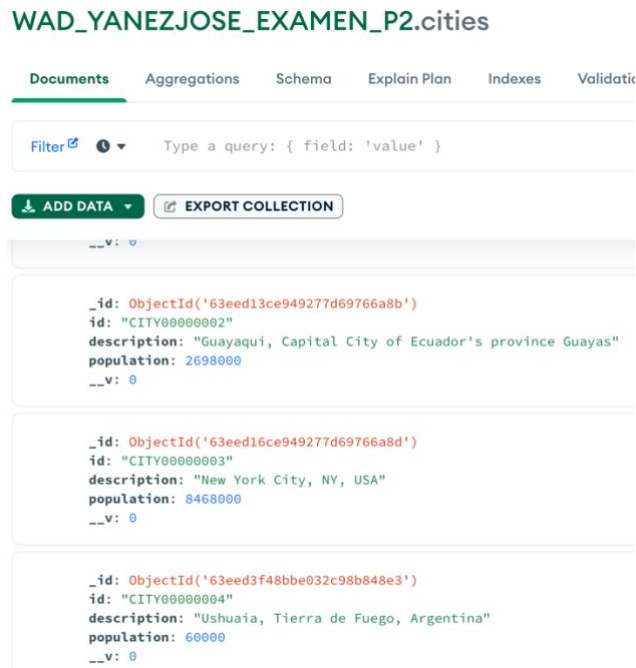 WAD_YANEZJOSE_EXAMEN_P2.cities
Documents Aggregations Schema Explain Plan Indexes Validatio
Filter Type a query: { field: 'value' }
ADD DATA EXPORT COLLECTION
__v: 0
_id: ObjectId('63eed13ce949277d69766a8b')
id: "CITY00000002"
description: "Guayaqui, Capital City of Ecuador's province Guayas"
population: 2698000
__v: 0
_id: ObjectId('63eed16ce949277d69766a8d')
id: "CITY00000003"
description: "New York City, NY, USA"
population: 8468000
__v: 0
_id: ObjectId('63eed3f48bbe032c98b848e3')
id: "CITY00000004"
description: "Ushuaia, Tierra de Fuego, Argentina"
population: 60000
__v: 0